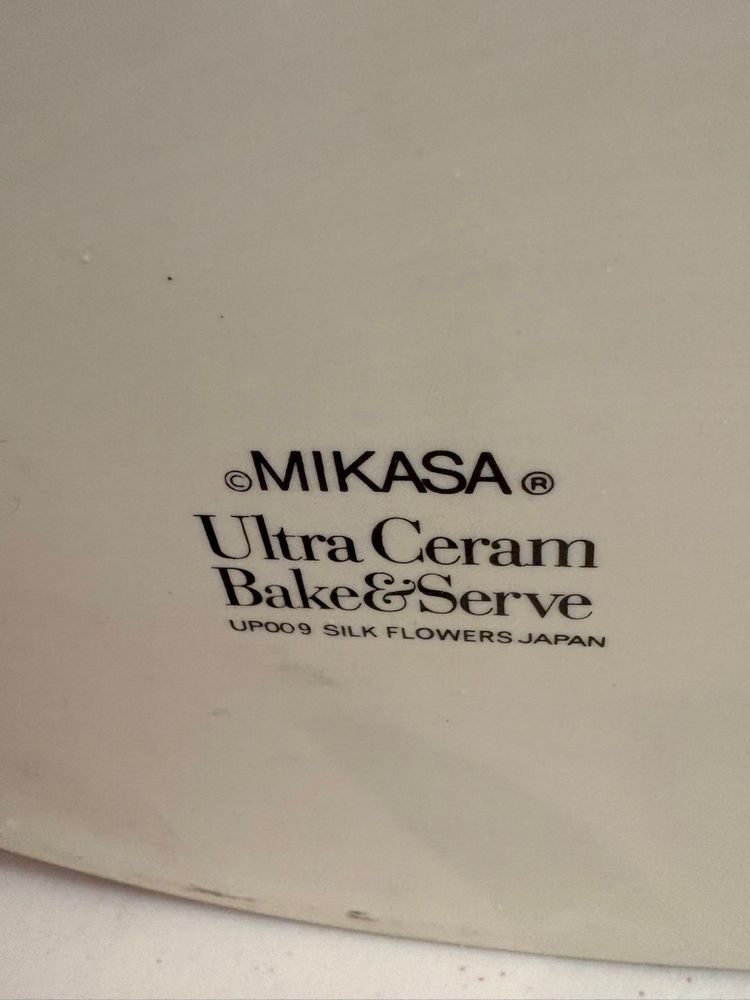 ©MIKASA®
Ultra Ceram
Bake&Serve
UP009 SILK FLOWERS JAPAN